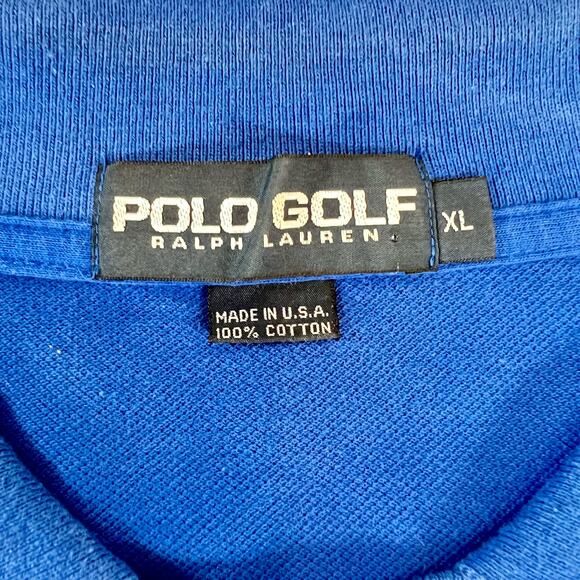 POLO GOLF
RALPH LAUREN
XL
MADE IN U.S.A.
100% COTTON